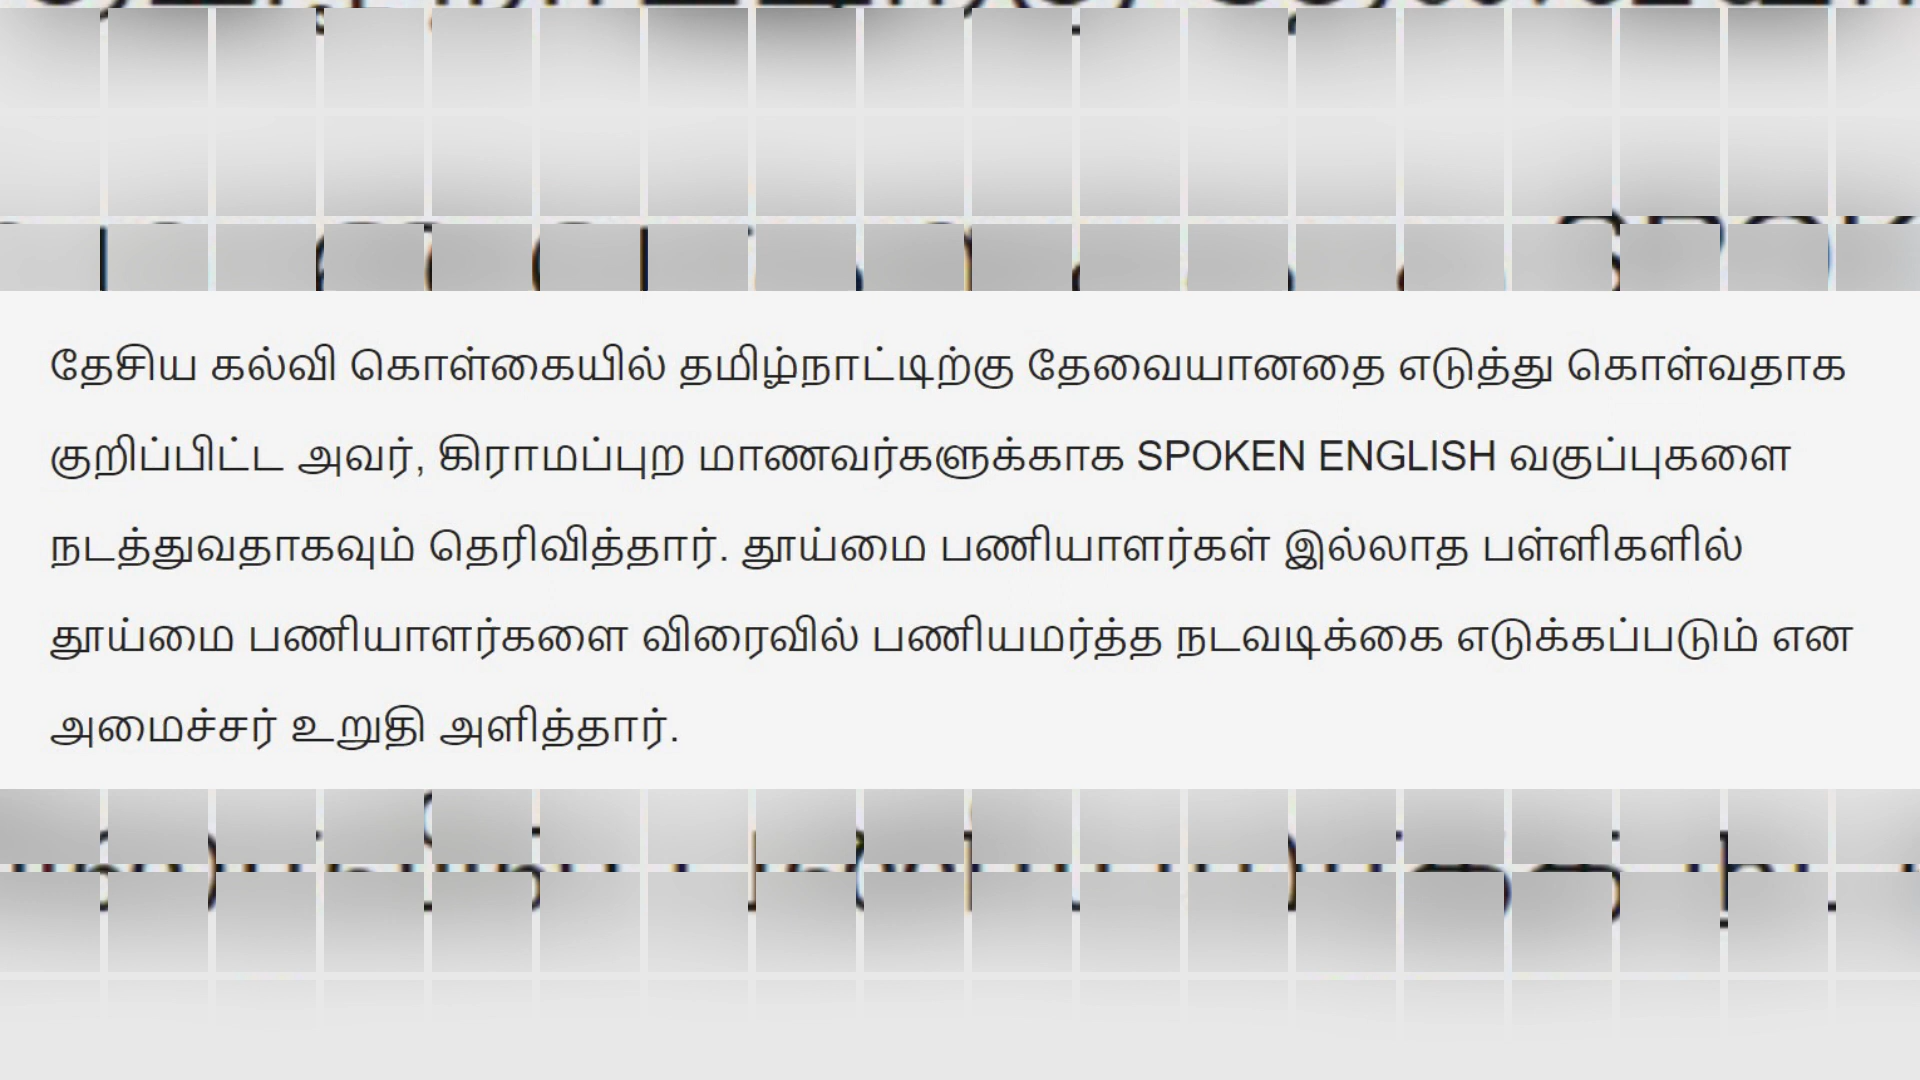 தேசிய கல்வி கொள்கையில் தமிழ்நாட்டிற்கு தேவையானதை எடுத்து கொள்வதாக
குறிப்பிட்ட அவர், கிராமப்புற மாணவர்களுக்காக SPOKEN ENGLISH வகுப்புகளை
நடத்துவதாகவும் தெரிவித்தார். தூய்மை பணியாளர்கள் இல்லாத பள்ளிகளில்
தூய்மை பணியாளர்களை விரைவில் பணியமர்த்த நடவடிக்கை எடுக்கப்படும் என
அமைச்சர் உறுதி அளித்தார்.